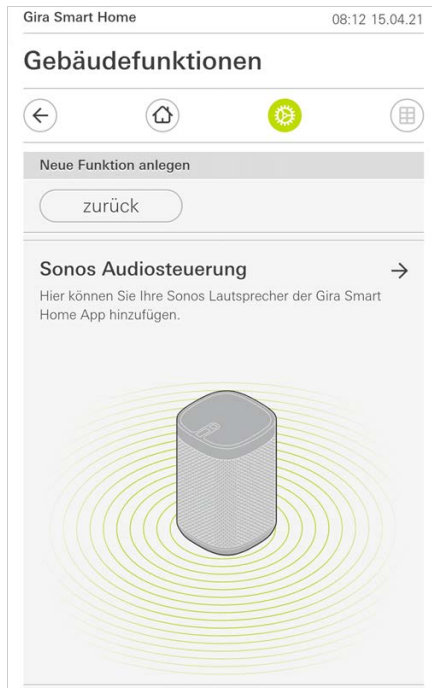 Gira Smart Home 08:12 15.04.21
Gebäudefunktionen
Neue Funktion anlegen
zurück
Sonos Audiosteuerung
Hier können Sie Ihre Sonos Lautsprecher der Gira Smart
Home App hinzufügen.